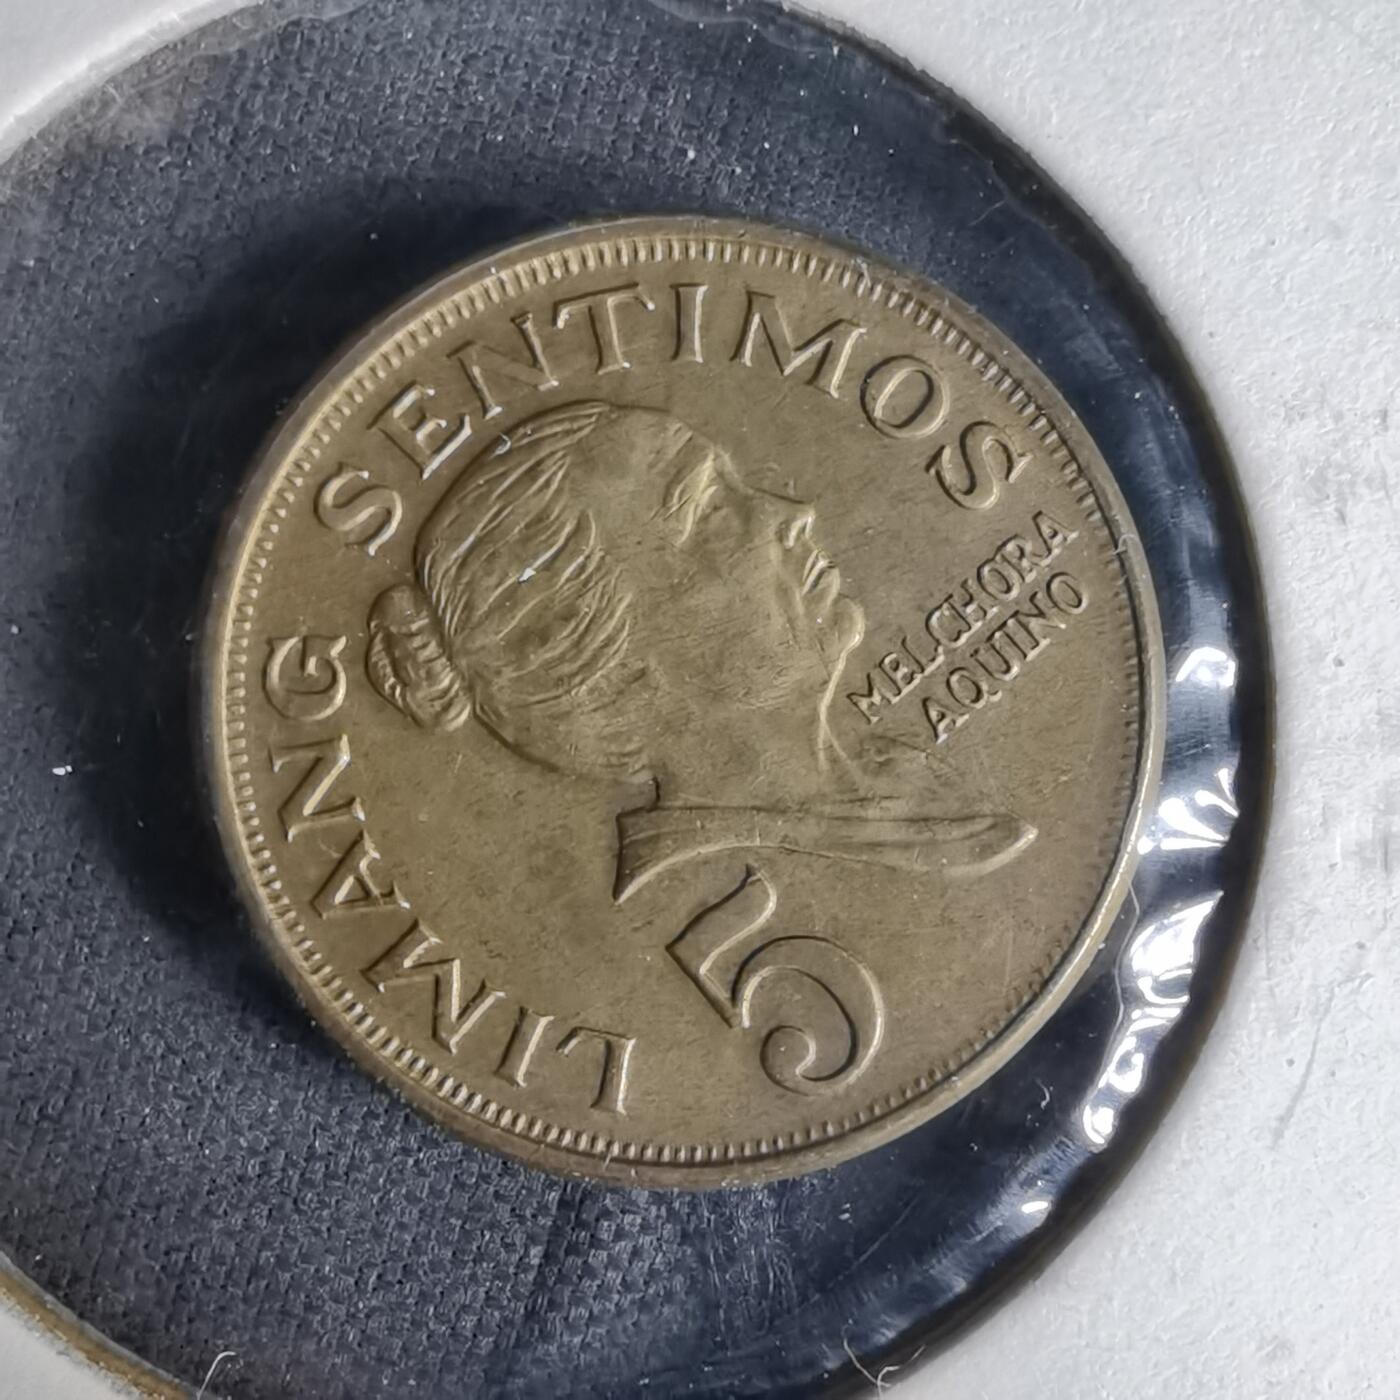 LIMANG SENTIMOS
MELCHORA
AQUINO
5